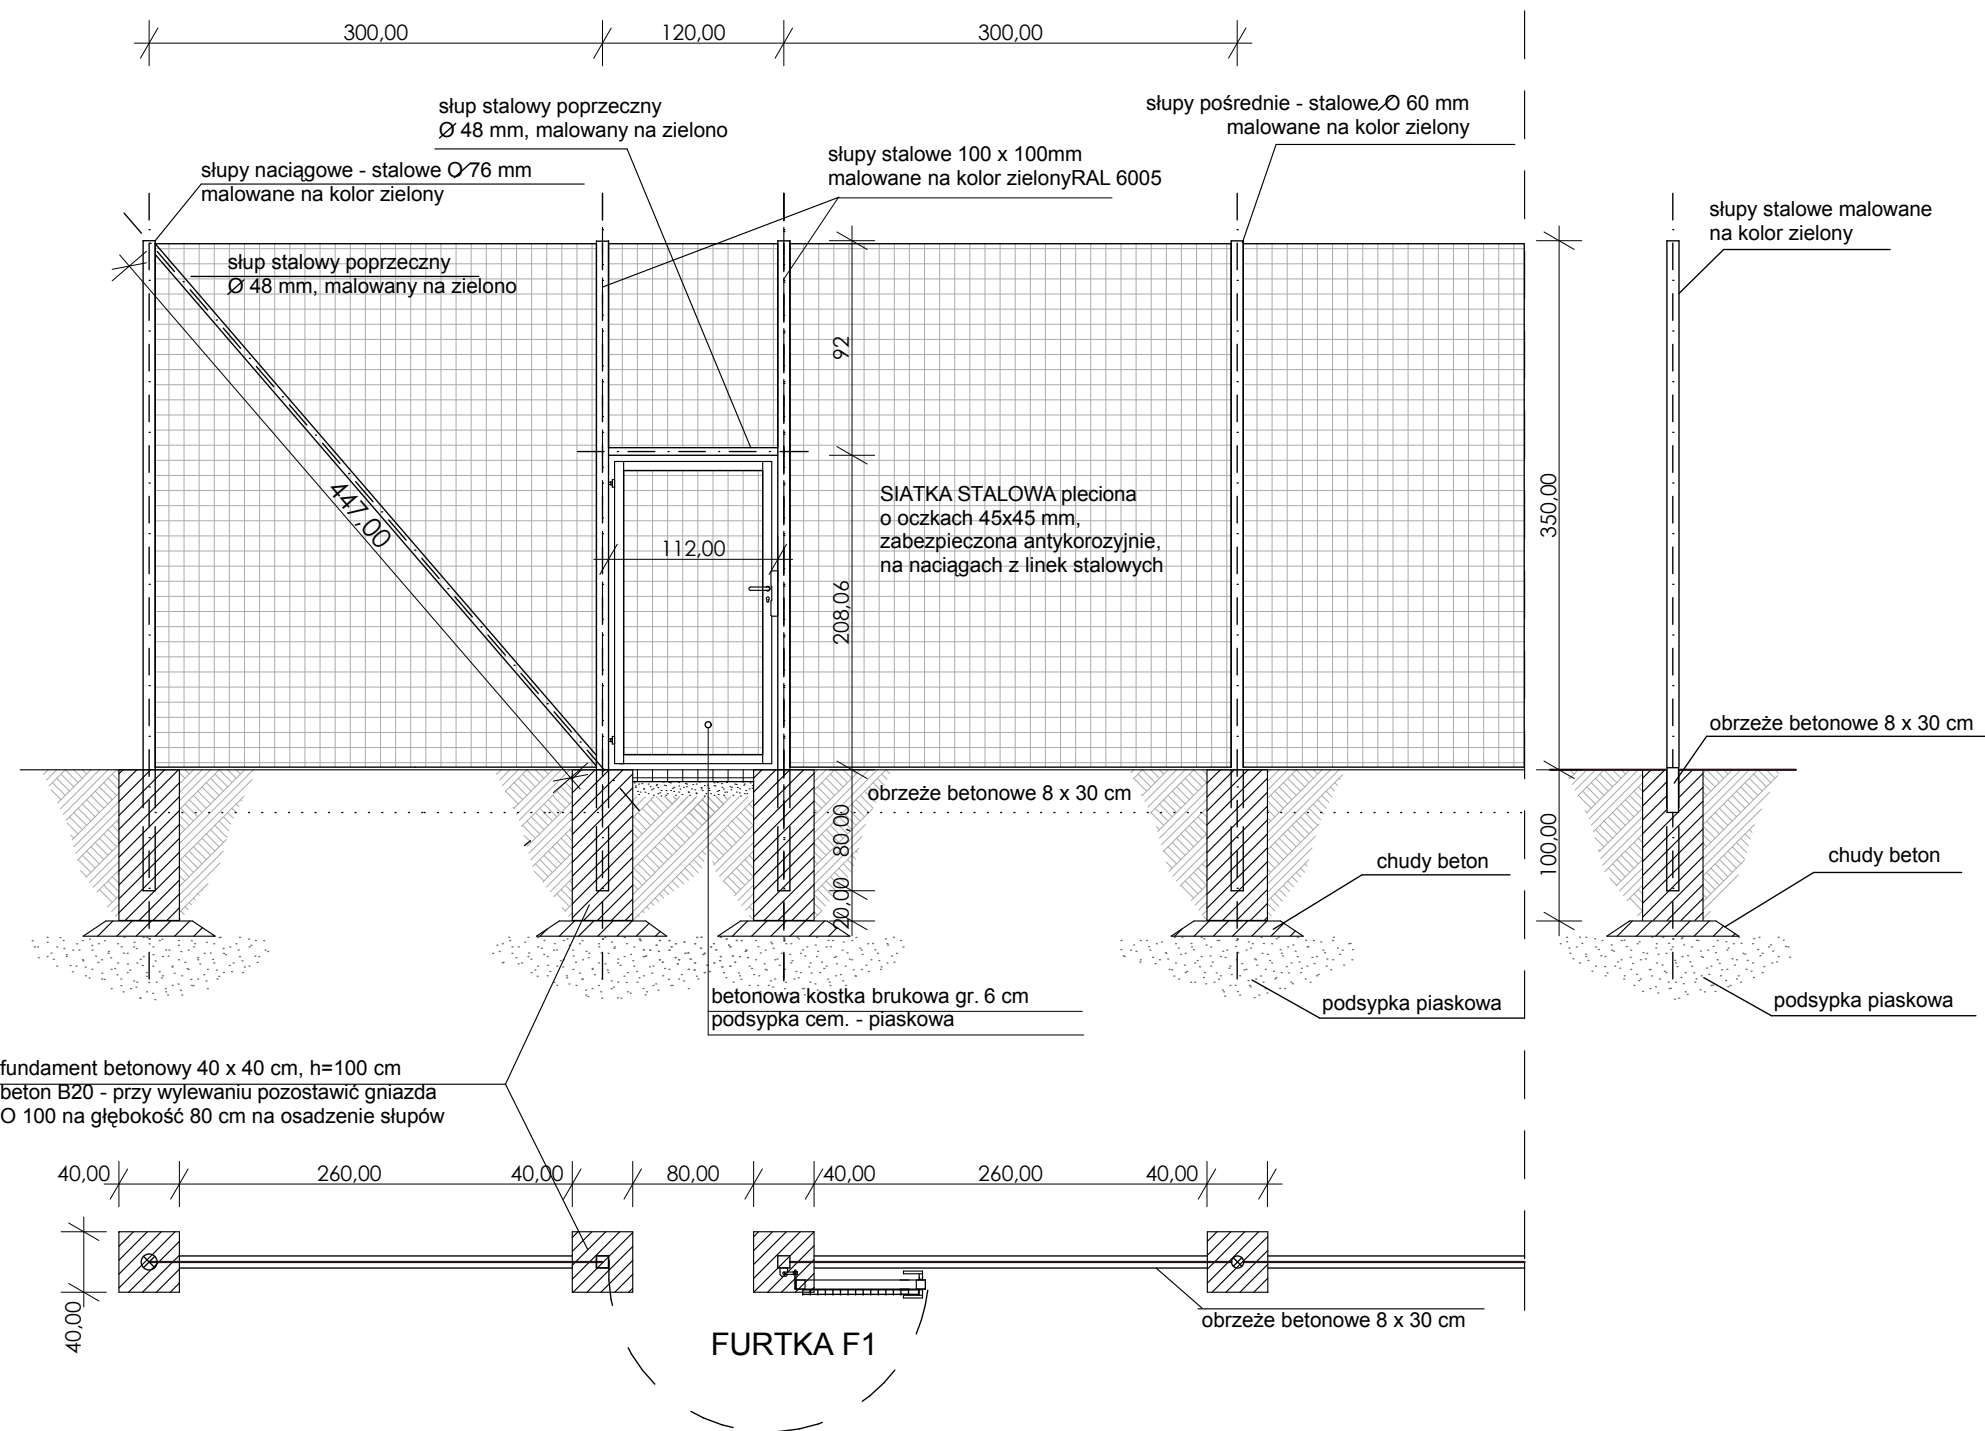 300,00
120,00
300,00
słup stalowy poprzeczny
Ø 48 mm, malowany na zielono
słupy pośrednie - stalowe Ø 60 mm
malowane na kolor zielony
słupy naciągowe - stalowe Ø 76 mm
malowane na kolor zielony
słupy stalowe 100 x 100mm
malowane na kolor zielonyRAL 6005
słupy stalowe malowane
na kolor zielony
słup stalowy poprzeczny
Ø 48 mm, malowany na zielono
92
447,00
SIATKA STALOWA pleciona
o oczkach 45x45 mm,
zabezpieczona antykorozyjnie,
na naciągach z linek stalowych
350,00
112,00
208,06
obrzeże betonowe 8 x 30 cm
obrzeże betonowe 8 x 30 cm
80,00
100,00
chudy beton
chudy beton
20,00
betonowa kostka brukowa gr. 6 cm
podsypka cem. - piaskowa
podsypka piaskowa
podsypka piaskowa
fundament betonowy 40 x 40 cm, h=100 cm
beton B20 - przy wylewaniu pozostawić gniazda
O 100 na głębokość 80 cm na osadzenie słupów
40,00
260,00
40,00
80,00
40,00
260,00
40,00
40,00
obrzeże betonowe 8 x 30 cm
FURTKA F1